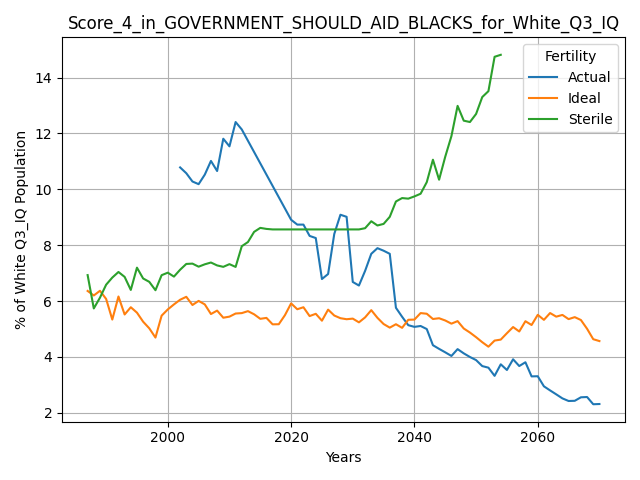 Score_4_in_GOVERNMENT_SHOULD_AID_BLACKS_for_White_Q3_IQ
% of White Q3_IQ Population
14
12
10
8
6
4
2
2000
2020
2040
2060
Years
Fertility
Actual
Ideal
Sterile